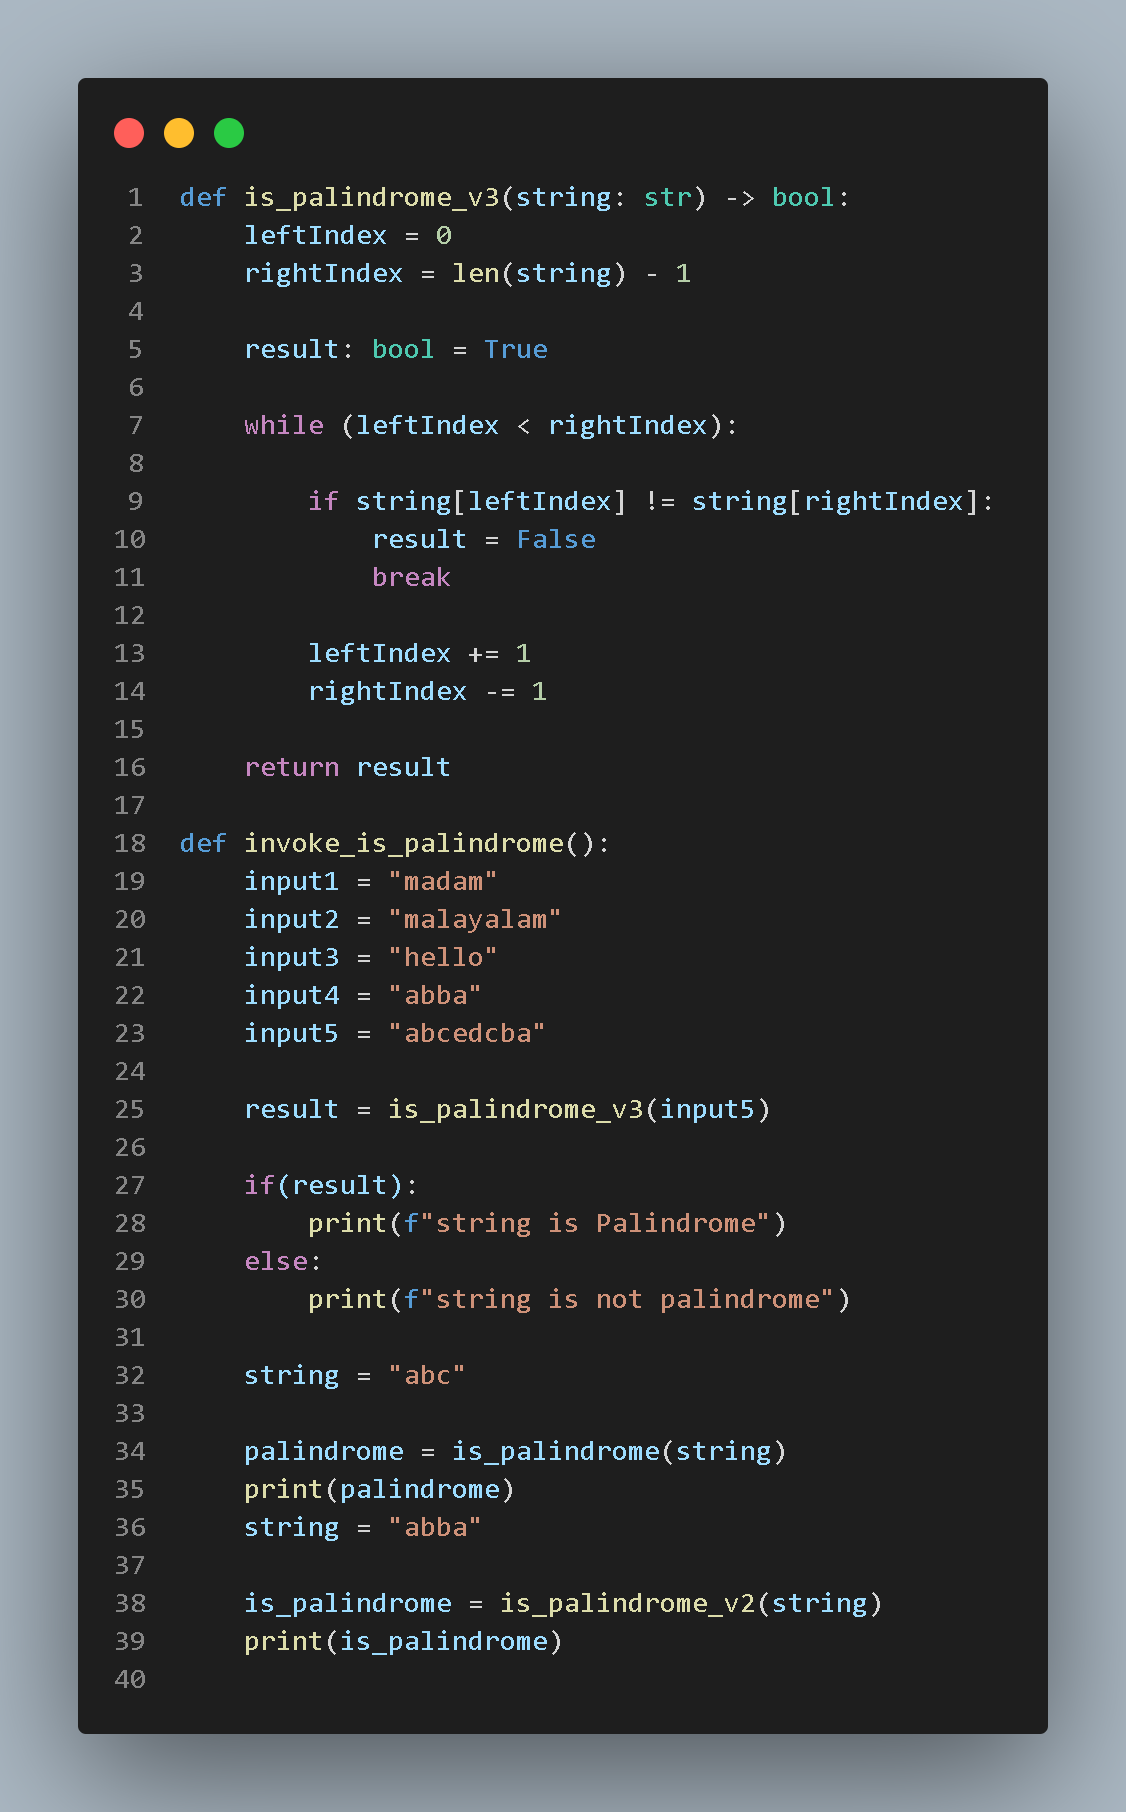 1 def is_palindrome_v3(string: str) -> bool:
2     leftIndex = 0
3     rightIndex = len(string) - 1
4
5     result: bool = True
6
7     while (leftIndex < rightIndex):
8
9         if string[leftIndex] != string[rightIndex]:
10             result = False
11             break
12
13         leftIndex += 1
14         rightIndex -= 1
15
16     return result
17
18 def invoke_is_palindrome():
19     input1 = "madam"
20     input2 = "malayalam"
21     input3 = "hello"
22     input4 = "abba"
23     input5 = "abcedcba"
24
25     result = is_palindrome_v3(input5)
26
27     if(result):
28         print(f"string is Palindrome")
29     else:
30         print(f"string is not palindrome")
31
32     string = "abc"
33
34     palindrome = is_palindrome(string)
35     print(palindrome)
36     string = "abba"
37
38     is_palindrome = is_palindrome_v2(string)
39     print(is_palindrome)
40